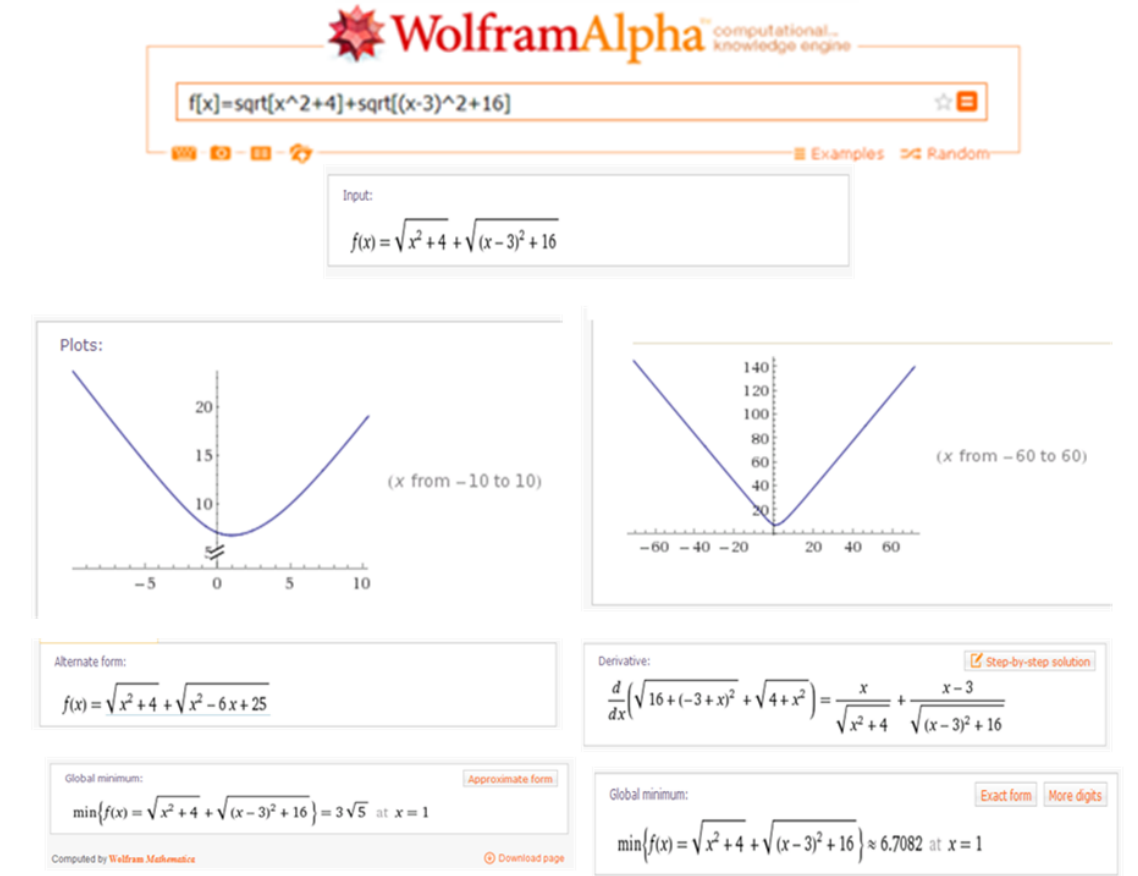 WolframAlpha computational... knowledge engine
f[x]=sqrt[x^2+4]+sqrt[(x-3)^2+16]
Examples Random
Input:
f(x) = √(x² + 4) + √((x − 3)² + 16)
Plots:
20
15
10
5
−5 0 5 10
(x from −10 to 10)
140
120
100
80
60
40
20
−60 −40 −20 20 40 60
(x from −60 to 60)
Alternate form:
f(x) = √(x² + 4) + √(x² − 6x + 25)
Derivative:
Step-by-step solution
d/dx(√(16 + (−3 + x)²) + √(4 + x²)) = x/√(x² + 4) + (x − 3)/√((x − 3)² + 16)
Global minimum:
Approximate form
min{f(x) = √(x² + 4) + √((x − 3)² + 16)} = 3√5 at x = 1
Computed by Wolfram Mathematica
Download page
Global minimum:
Exact form More digits
min{f(x) = √(x² + 4) + √((x − 3)² + 16)} ≈ 6.7082 at x = 1